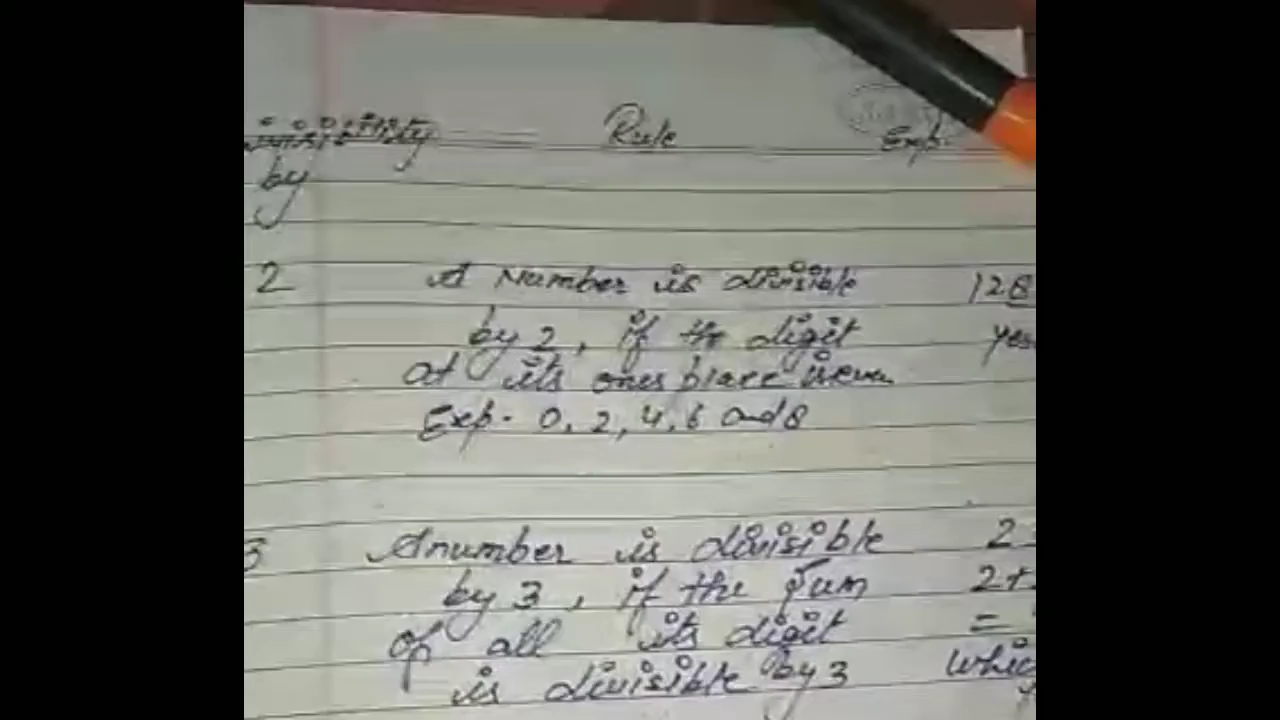 Divisibility Rule Exp.
by
2 A Number is divisible 128
by 2, if the digit yes
at its ones place is even
Exp. 0, 2, 4, 6 and 8
3 A number is divisible 2
by 3, if the Sum 2+
of all its digit =
is divisible by 3